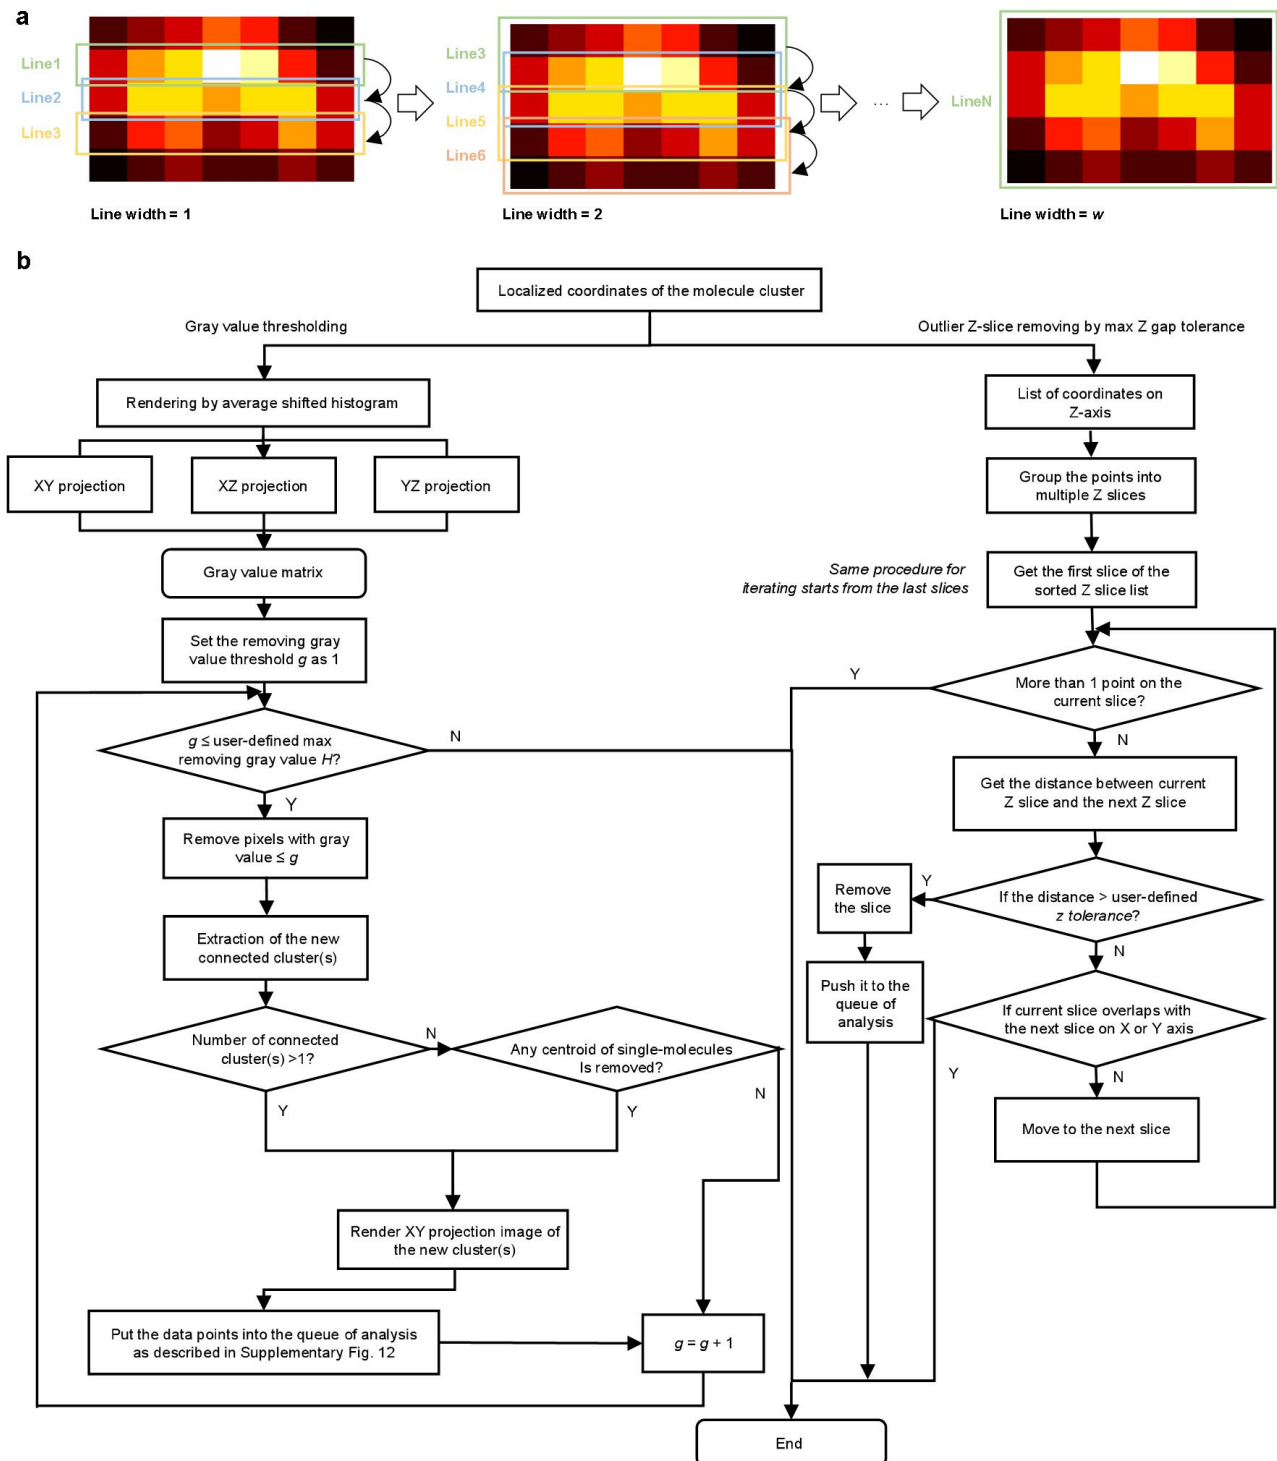 a
Line1
Line2
Line3
Line width = 1
Line3
Line4
Line5
Line6
Line width = 2
...
LineN
Line width = w
b
Localized coordinates of the molecule cluster
Gray value thresholding
Outlier Z-slice removing by max Z gap tolerance
Rendering by average shifted histogram
XY projection
XZ projection
YZ projection
Gray value matrix
Set the removing gray
value threshold g as 1
g ≤ user-defined max
removing gray value H?
N
Y
Remove pixels with gray
value ≤ g
Extraction of the new
connected cluster(s)
Number of connected
cluster(s) >1?
N
Y
Any centroid of single-molecules
Is removed?
N
Y
Render XY projection image of
the new cluster(s)
Put the data points into the queue of analysis
as described in Supplementary Fig. 12
g = g + 1
List of coordinates on
Z-axis
Group the points into
multiple Z slices
Same procedure for
iterating starts from the last slices
Get the first slice of the
sorted Z slice list
More than 1 point on the
current slice?
Y
N
Get the distance between current
Z slice and the next Z slice
If the distance > user-defined
z tolerance?
Y
N
Remove
the slice
Push it to the
queue of
analysis
If current slice overlaps with
the next slice on X or Y axis
Y
N
Move to the next slice
End